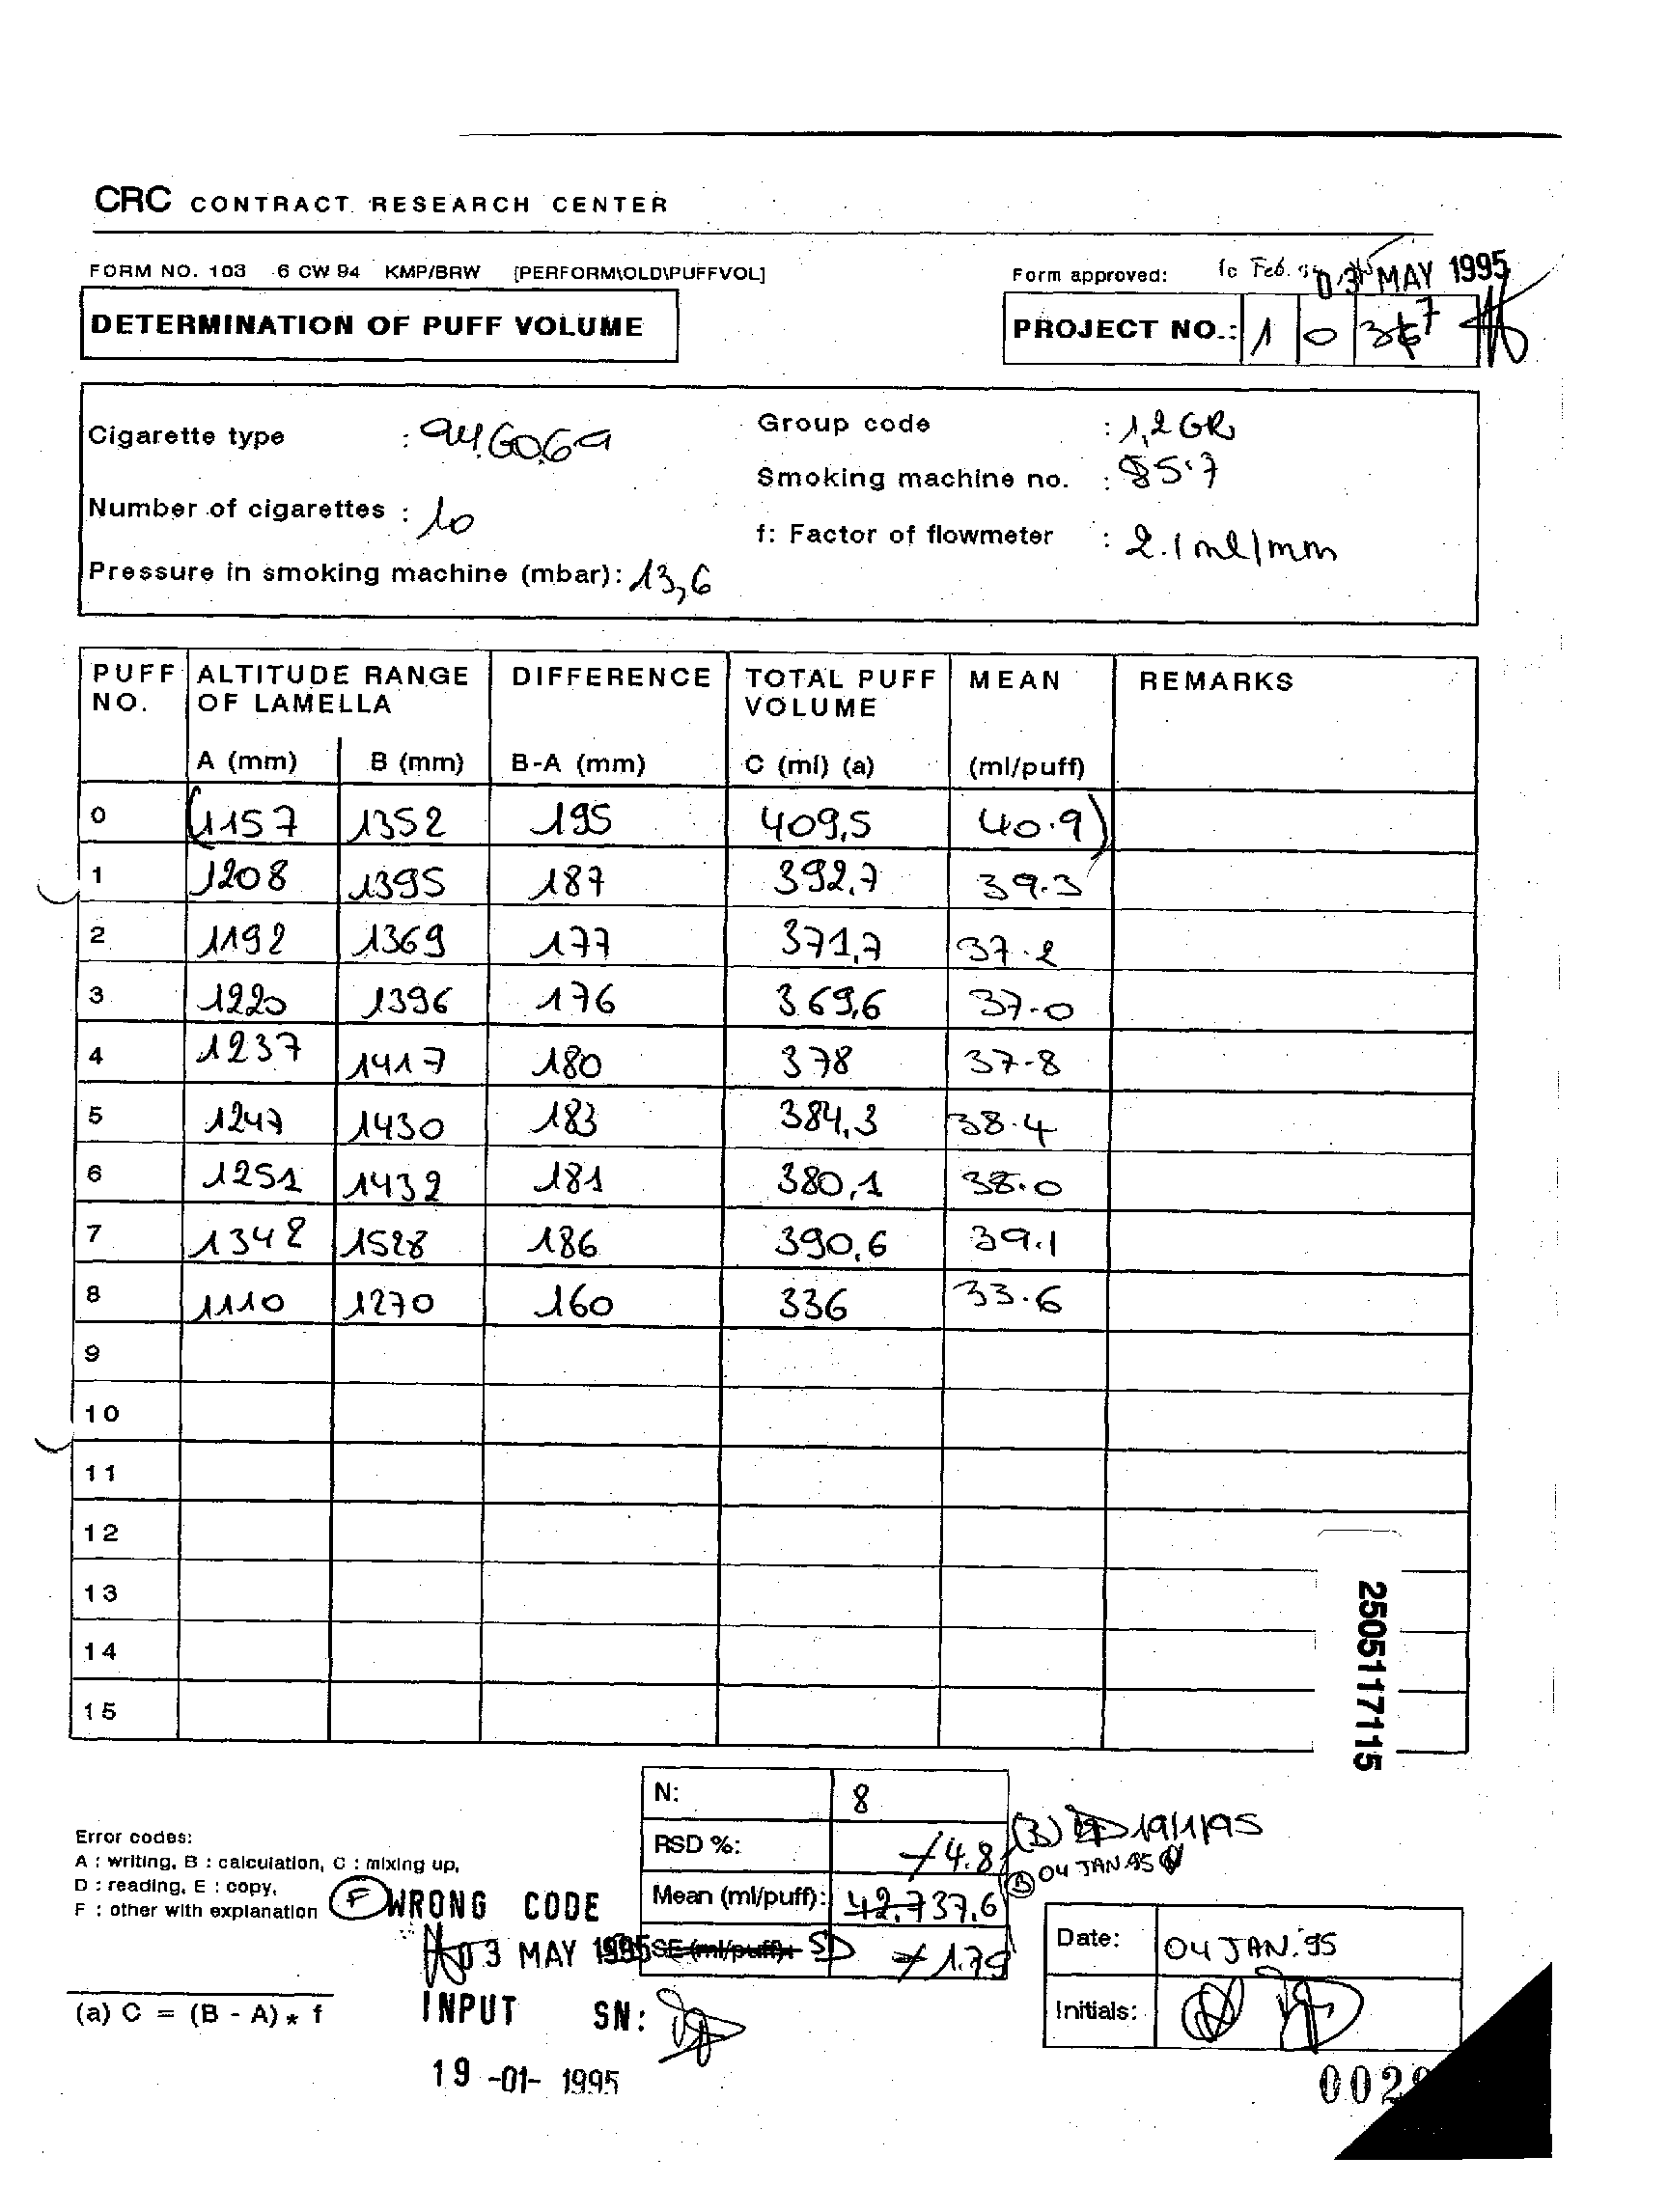 CRC CONTRACT RESEARCH CENTER
FORM NO. 103 6 CW 94 KMP/BRW [PERFORM\OLD\PUFFVOL]
Form approved: 10 Feb. 03 MAY 1995
DETERMINATION OF PUFF VOLUME
PROJECT NO.: 1 0 7
Cigarette type :
Group code : 1,2GR
Smoking machine no. : 857
Number of cigarettes : 10
f: Factor of flowmeter : 2.1 ml/mm
Pressure in smoking machine (mbar): 13,6
PUFF NO. ALTITUDE RANGE OF LAMELLA DIFFERENCE TOTAL PUFF VOLUME MEAN REMARKS
A (mm) B (mm) B-A (mm) C (ml) (a) (ml/puff)
0 (1157 1352 195 409,5 40.9)
1 1208 1395 187 392,7 39.3
2 1192 1369 177 371,7 37.2
3 1220 1396 176 369,6 37.0
4 1237 1417 180 378 37.8
5 1247 1430 183 384,3 38.4
6 1251 1432 181 380,1 38.0
7 1342 1528 186 390,6 39.1
8 1110 1270 160 336 33.6
9
10
11
12
13
14
15
2505117115
N: 8
RSD %: 4.8 (B) 19/1/95
B 04 JAN 95
Mean (ml/puff): 42,7 37,6
SE (ml/puff): SD 1.79
Error codes:
A : writing, B : calculation, C : mixing up,
D : reading, E : copy,
F : other with explanation
F WRONG CODE
03 MAY 1995
Date: 04 JAN. 95
Initials:
(a) C = (B - A) * f
INPUT SN:
19 -01- 1995
002